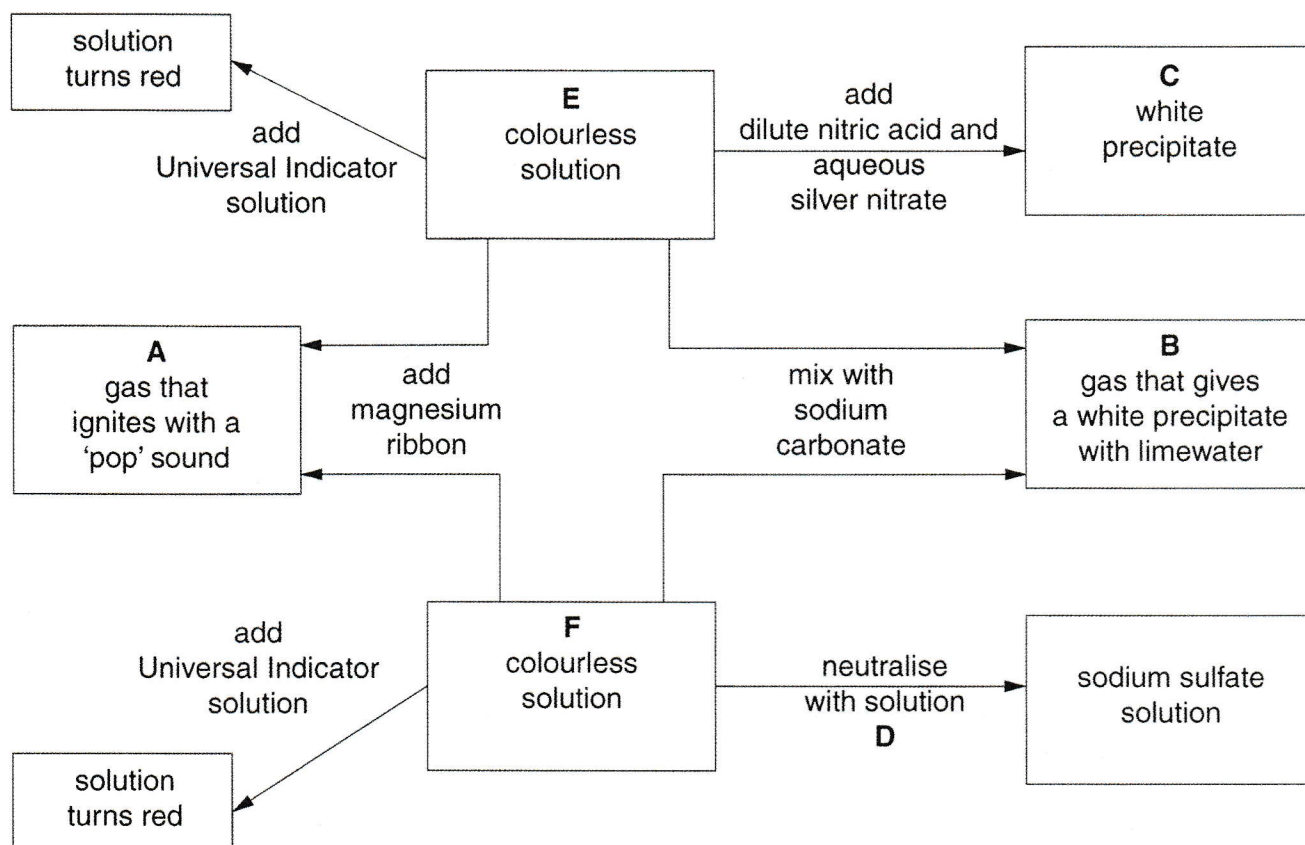 solution
turns red
add
Universal Indicator
solution
E
colourless
solution
add
dilute nitric acid and
aqueous
silver nitrate
C
white
precipitate
A
gas that
ignites with a
‘pop’ sound
add
magnesium
ribbon
mix with
sodium
carbonate
B
gas that gives
a white precipitate
with limewater
add
Universal Indicator
solution
F
colourless
solution
neutralise
with solution
D
sodium sulfate
solution
solution
turns red